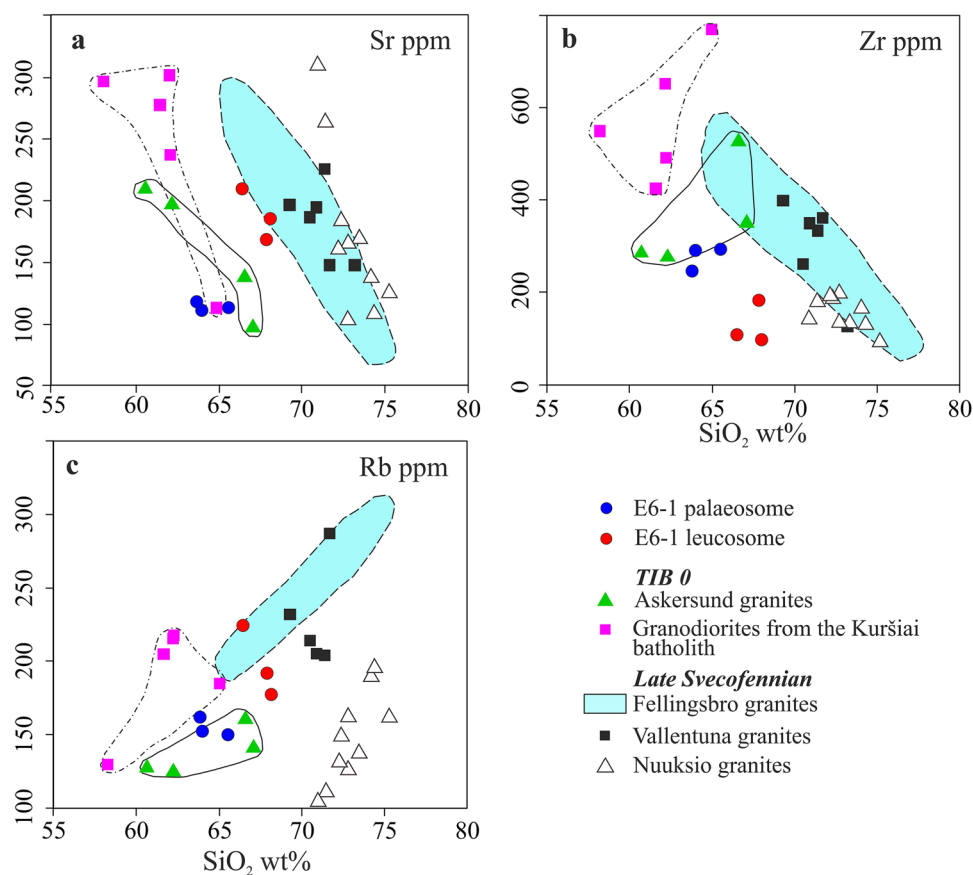 a
Sr ppm
300
250
200
150
100
50
55
60
65
70
75
80
b
Zr ppm
600
400
200
0
55
60
65
70
75
80
SiO₂ wt%
c
Rb ppm
300
250
200
150
100
55
60
65
70
75
80
SiO₂ wt%
E6-1 palaeosome
E6-1 leucosome
TIB 0
Askersund granites
Granodiorites from the Kuršiai
batholith
Late Svecofennian
Fellingsbro granites
Vallentuna granites
Nuuksio granites